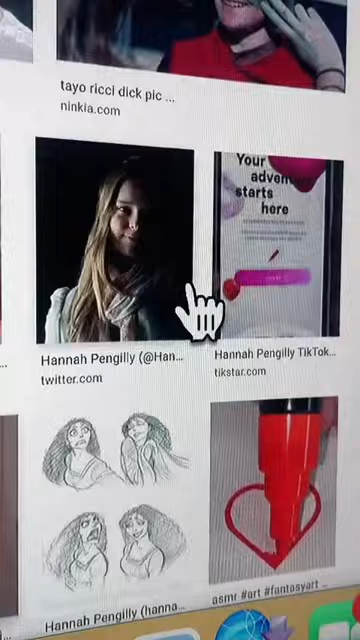 tayo ricci dick pic ...
ninkia.com
Your
adven
starts
here
Hannah Pengilly (@Han...
twitter.com
Hannah Pengilly TikTok...
tikstar.com
Hannah Pengilly (hanna...
asmr #art #fantasyart ...